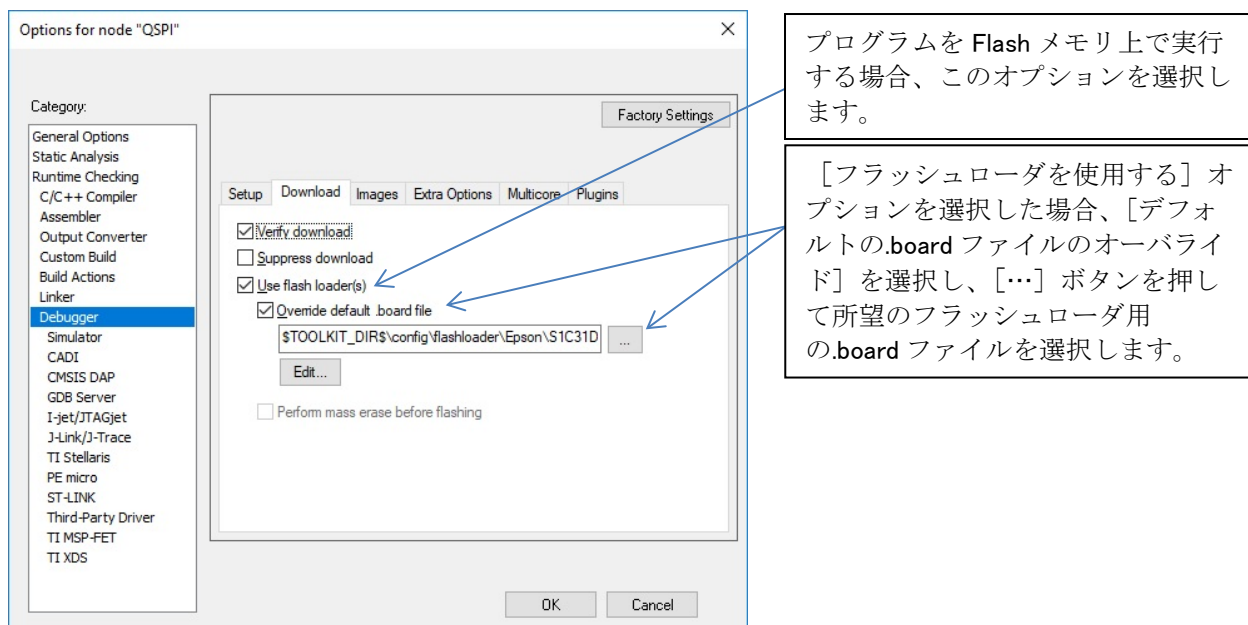 Options for node "QSPI"
Category:
General Options
Static Analysis
Runtime Checking
C/C++ Compiler
Assembler
Output Converter
Custom Build
Build Actions
Linker
Debugger
Simulator
CADI
CMSIS DAP
GDB Server
I-jet/JTAGjet
J-Link/J-Trace
TI Stellaris
PE micro
ST-LINK
Third-Party Driver
TI MSP-FET
TI XDS
Factory Settings
Setup Download Images Extra Options Multicore Plugins
Verify download
Suppress download
Use flash loader(s)
Override default .board file
$TOOLKIT_DIR$\config\flashloader\Epson\S1C31D ...
Edit...
Perform mass erase before flashing
OK Cancel
プログラムを Flash メモリ上で実行
する場合、このオプションを選択し
ます。
[フラッシュローダを使用する] オ
プションを選択した場合、[デフォ
ルトの.board ファイルのオーバライ
ド] を選択し、[…] ボタンを押し
て所望のフラッシュローダ用
の.board ファイルを選択します。